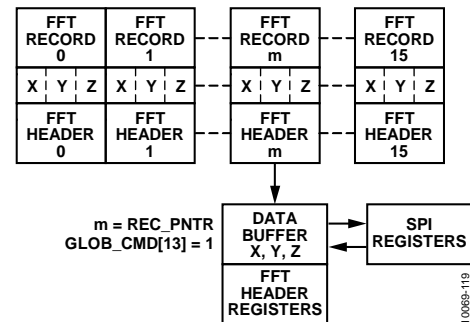 FFT RECORD 0
FFT RECORD 1
FFT RECORD m
FFT RECORD 15
X Y Z X Y Z X Y Z X Y Z
FFT HEADER 0
FFT HEADER 1
FFT HEADER m
FFT HEADER 15
m = REC_PNTR
GLOB_CMD[13] = 1
DATA BUFFER X, Y, Z
SPI REGISTERS
FFT HEADER REGISTERS
10069-119